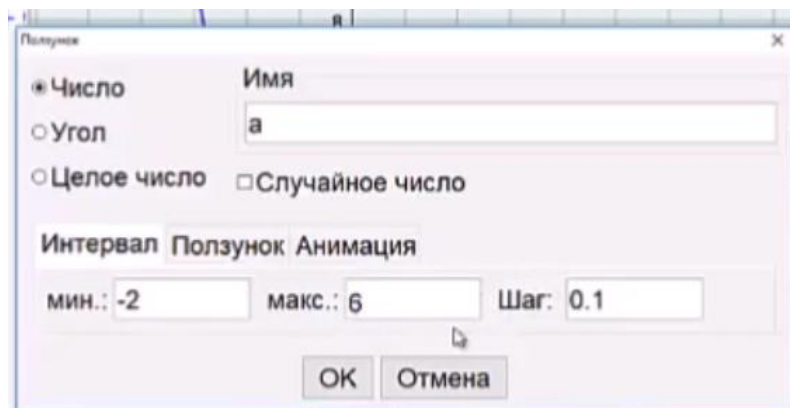 8
Ползунок
Число
Имя
a
Угол
Целое число
Случайное число
Интервал Ползунок Анимация
мин.: -2 макс.: 6 Шаг: 0.1
OK Отмена